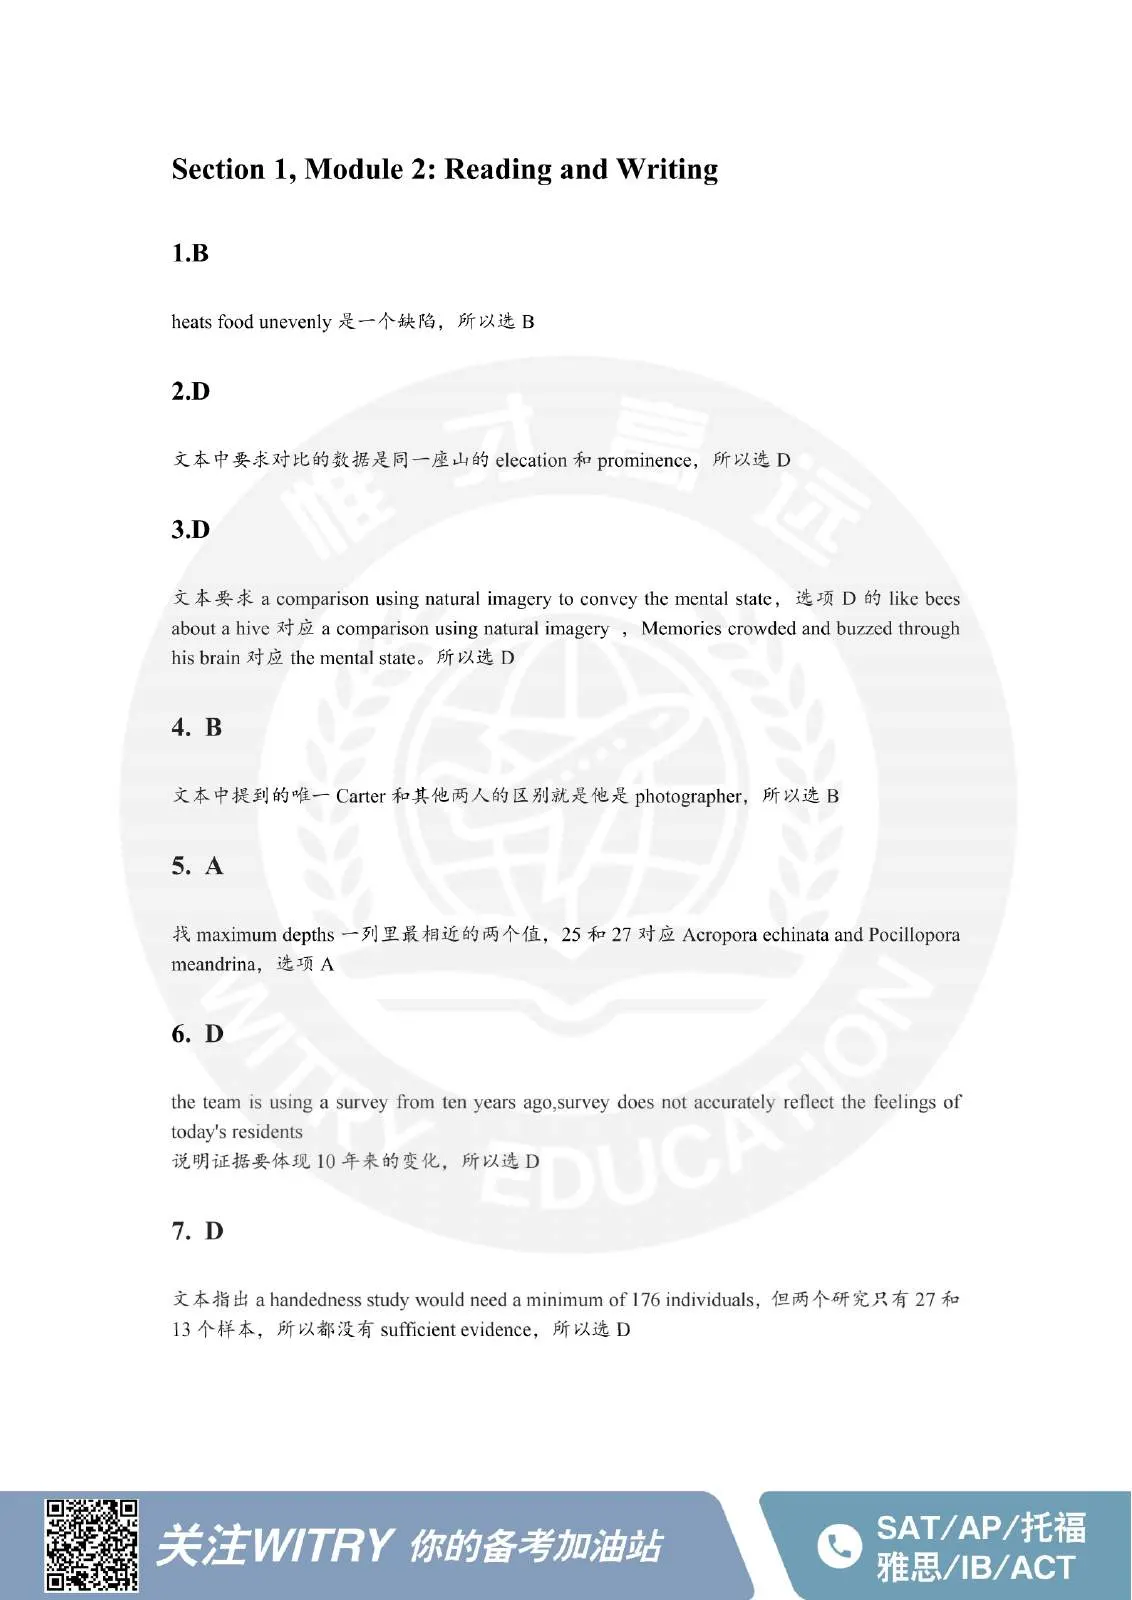 Section 1, Module 2: Reading and Writing
1.B
heats food unevenly 是一个缺陷，所以选 B
2.D
文本中要求对比的数据是同一座山的 elecation 和 prominence，所以选 D
3.D
文本要求 a comparison using natural imagery to convey the mental state，选项 D 的 like bees
about a hive 对应 a comparison using natural imagery ，Memories crowded and buzzed through
his brain 对应 the mental state。所以选 D
4. B
文本中提到的唯一 Carter 和其他两人的区别就是他是 photographer，所以选 B
5. A
找 maximum depths 一列里最相近的两个值，25 和 27 对应 Acropora echinata and Pocillopora
meandrina，选项 A
6. D
the team is using a survey from ten years ago,survey does not accurately reflect the feelings of
today's residents
说明证据要体现 10 年来的变化，所以选 D
7. D
文本指出 a handedness study would need a minimum of 176 individuals，但两个研究只有 27 和
13 个样本，所以都没有 sufficient evidence，所以选 D
惟才高远
WITRY EDUCATION
关注WITRY 你的备考加油站
SAT/AP/托福
雅思/IB/ACT